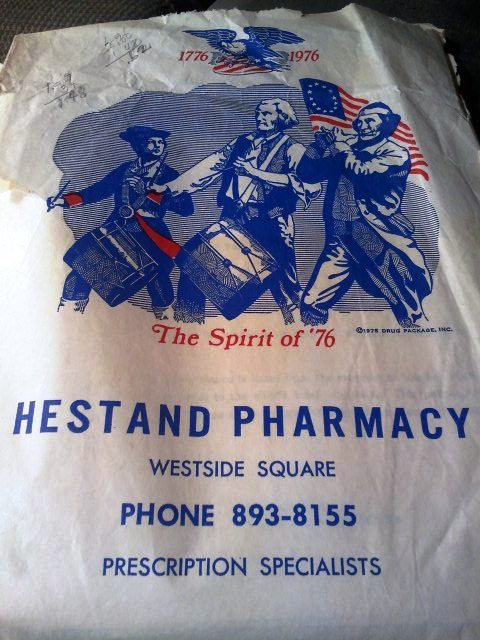 1776 1976
The Spirit of '76
©1975 DRUG PACKAGE, INC.
HESTAND PHARMACY
WESTSIDE SQUARE
PHONE 893-8155
PRESCRIPTION SPECIALISTS